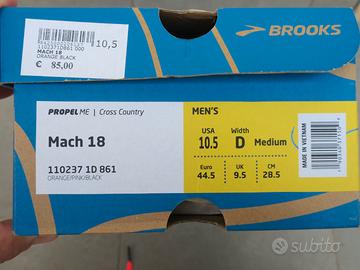 1102371D861 000
MACH 18
ORANGE BLACK
€ 85,00
10,5
BROOKS
PROPEL ME | Cross Country
Mach 18
110237 1D 861
ORANGE/PINK/BLACK
MEN'S
USA Width
10.5 D Medium
Euro UK CM
44.5 9.5 28.5
MADE IN VIETNAM
subito